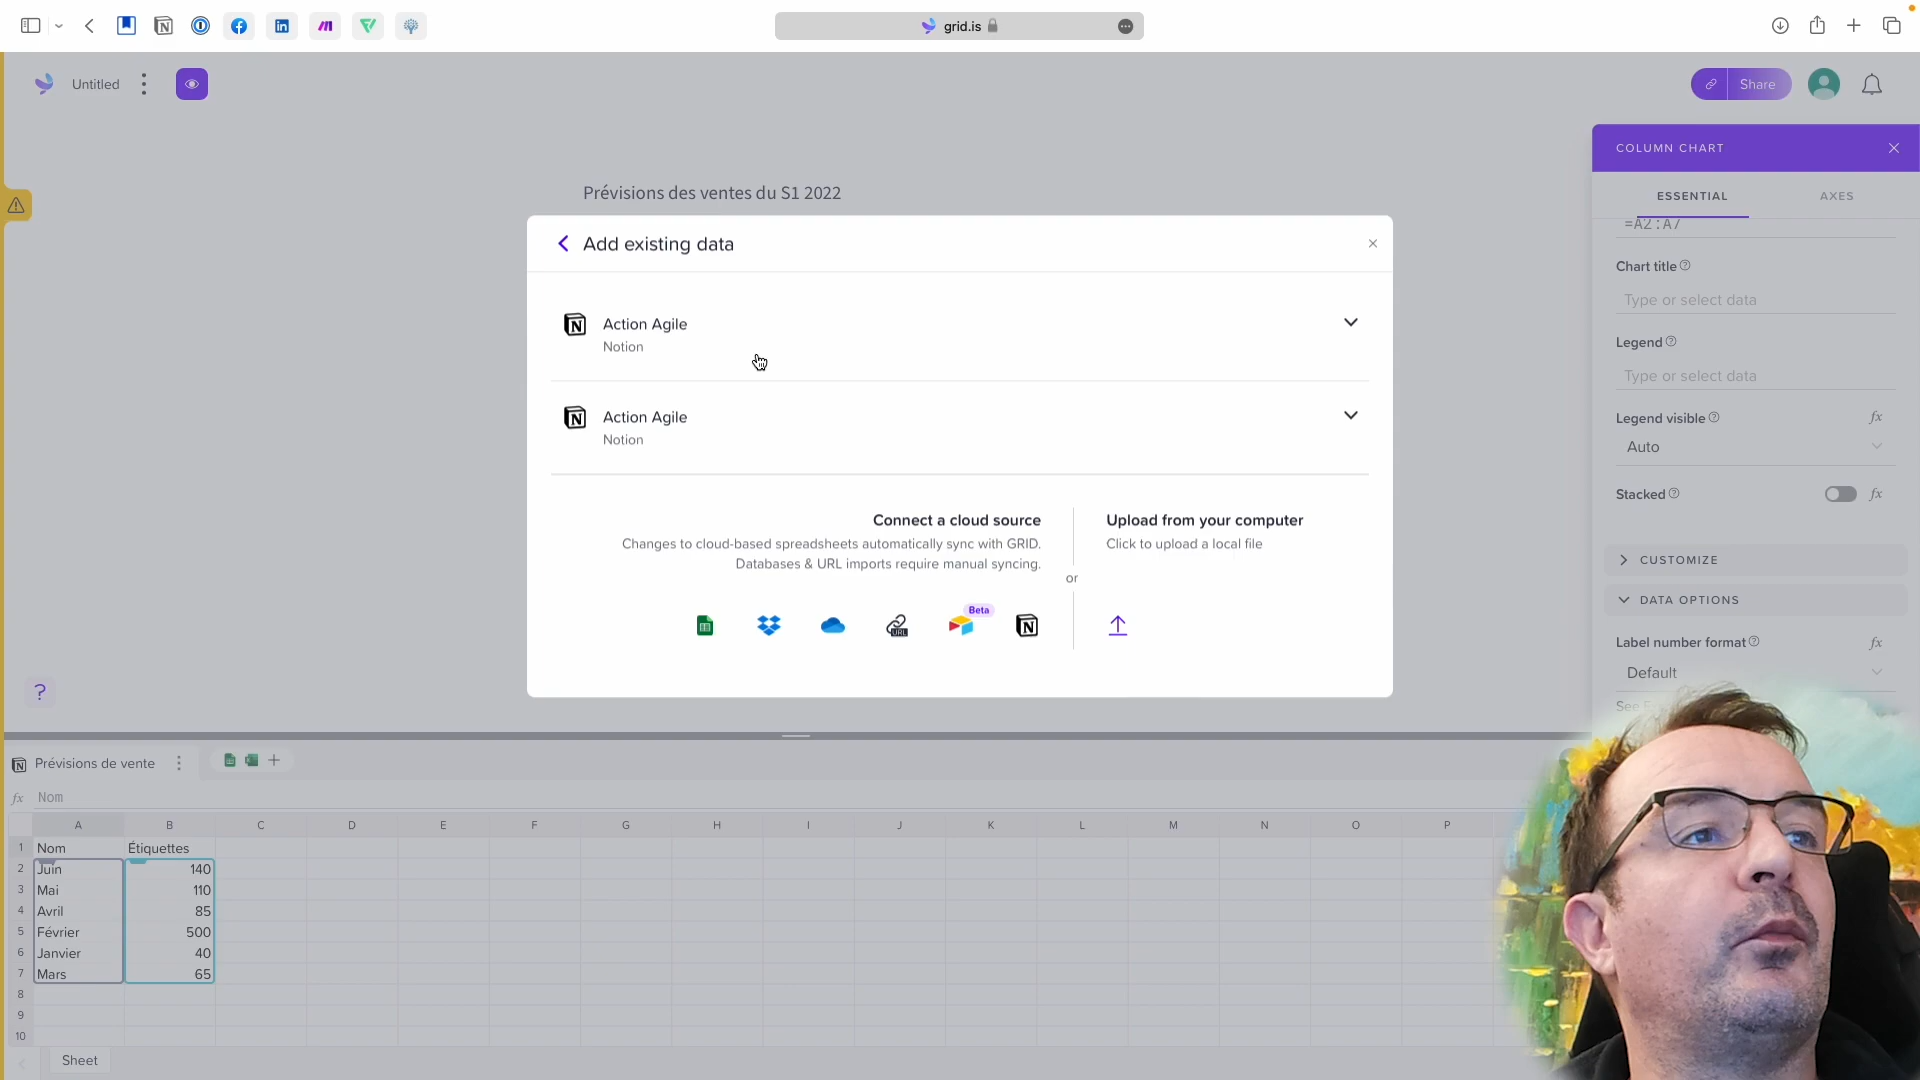 grid.is
Untitled
Share
COLUMN CHART
ESSENTIAL
AXES
=A2:A7
Prévisions des ventes du S1 2022
Add existing data
Action Agile
Notion
Action Agile
Notion
Connect a cloud source
Changes to cloud-based spreadsheets automatically sync with GRID.
Databases & URL imports require manual syncing.
or
Upload from your computer
Click to upload a local file
URL
Beta
Chart title
Type or select data
Legend
Type or select data
Legend visible
fx
Auto
Stacked
fx
CUSTOMIZE
DATA OPTIONS
Label number format
fx
Default
?
Prévisions de vente
fx Nom
A B C D E F G H I J K L M N O P
1 Nom Étiquettes
2 Juin 140
3 Mai 110
4 Avril 85
5 Février 500
6 Janvier 40
7 Mars 65
8
9
10
Sheet